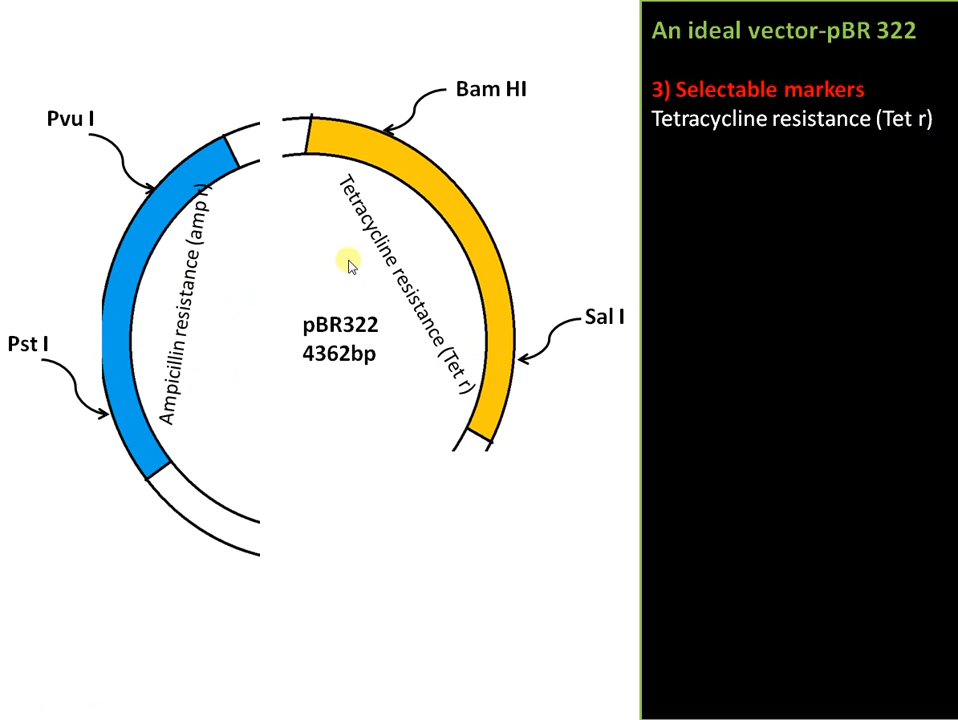 An ideal vector-pBR 322
3) Selectable markers
Tetracycline resistance (Tet r)
Bam HI
Pvu I
Ampicillin resistance (amp r)
Tetracycline resistance (Tet r)
pBR322
4362bp
Sal I
Pst I